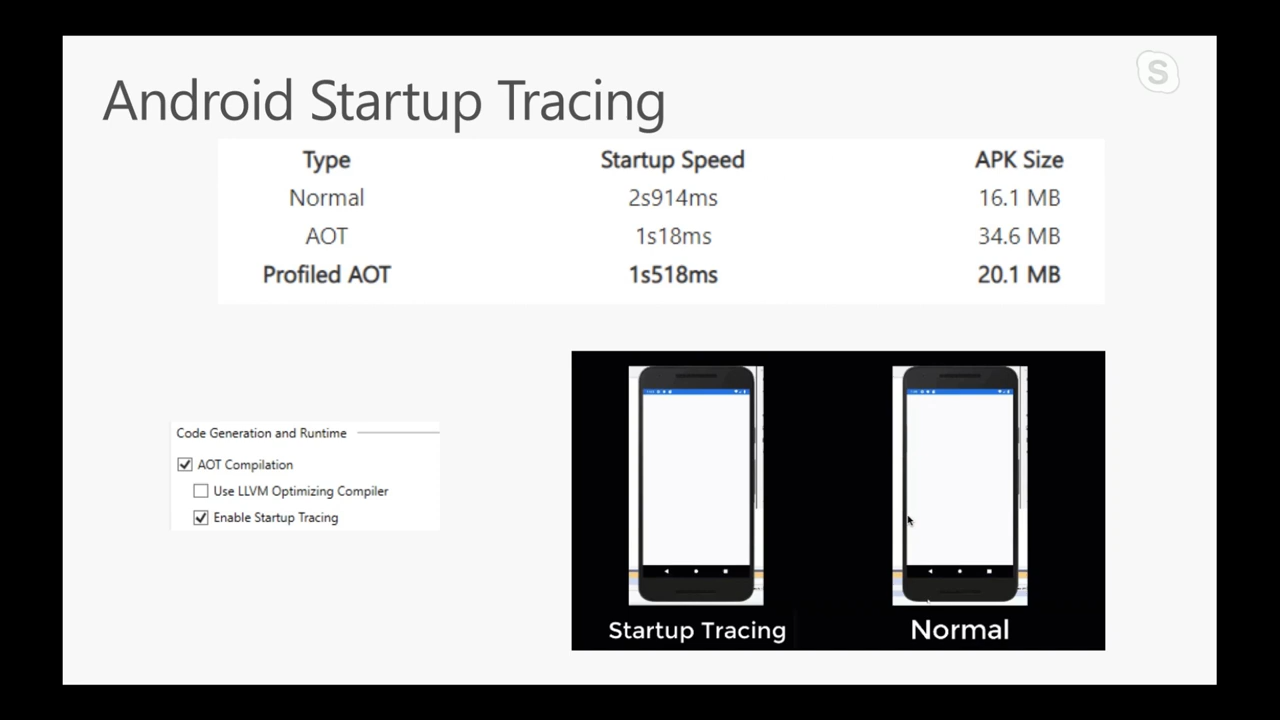 Android Startup Tracing
S
Type Startup Speed APK Size
Normal 2s914ms 16.1 MB
AOT 1s18ms 34.6 MB
Profiled AOT 1s518ms 20.1 MB
Code Generation and Runtime
AOT Compilation
Use LLVM Optimizing Compiler
Enable Startup Tracing
Startup Tracing Normal